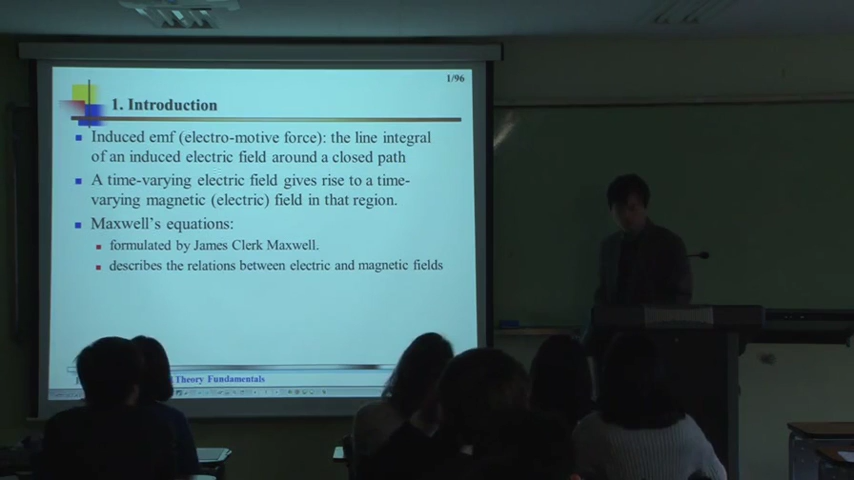 1/96
1. Introduction
Induced emf (electro-motive force): the line integral
of an induced electric field around a closed path
A time-varying electric field gives rise to a time-
varying magnetic (electric) field in that region.
Maxwell's equations:
formulated by James Clerk Maxwell.
describes the relations between electric and magnetic fields
Theory Fundamentals